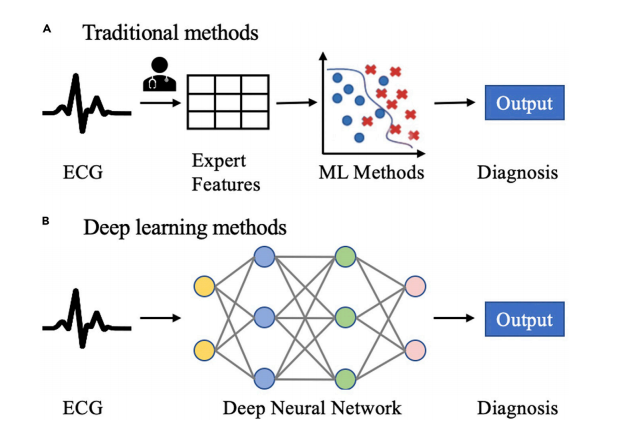 A Traditional methods
Output
ECG
Expert
Features
ML Methods
Diagnosis
B Deep learning methods
Output
ECG
Deep Neural Network
Diagnosis